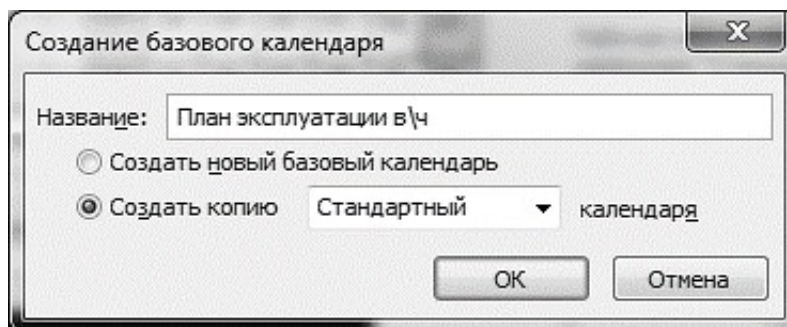 Создание базового календаря
Название: План эксплуатации в\ч
Создать новый базовый календарь
Создать копию Стандартный календаря
ОК Отмена